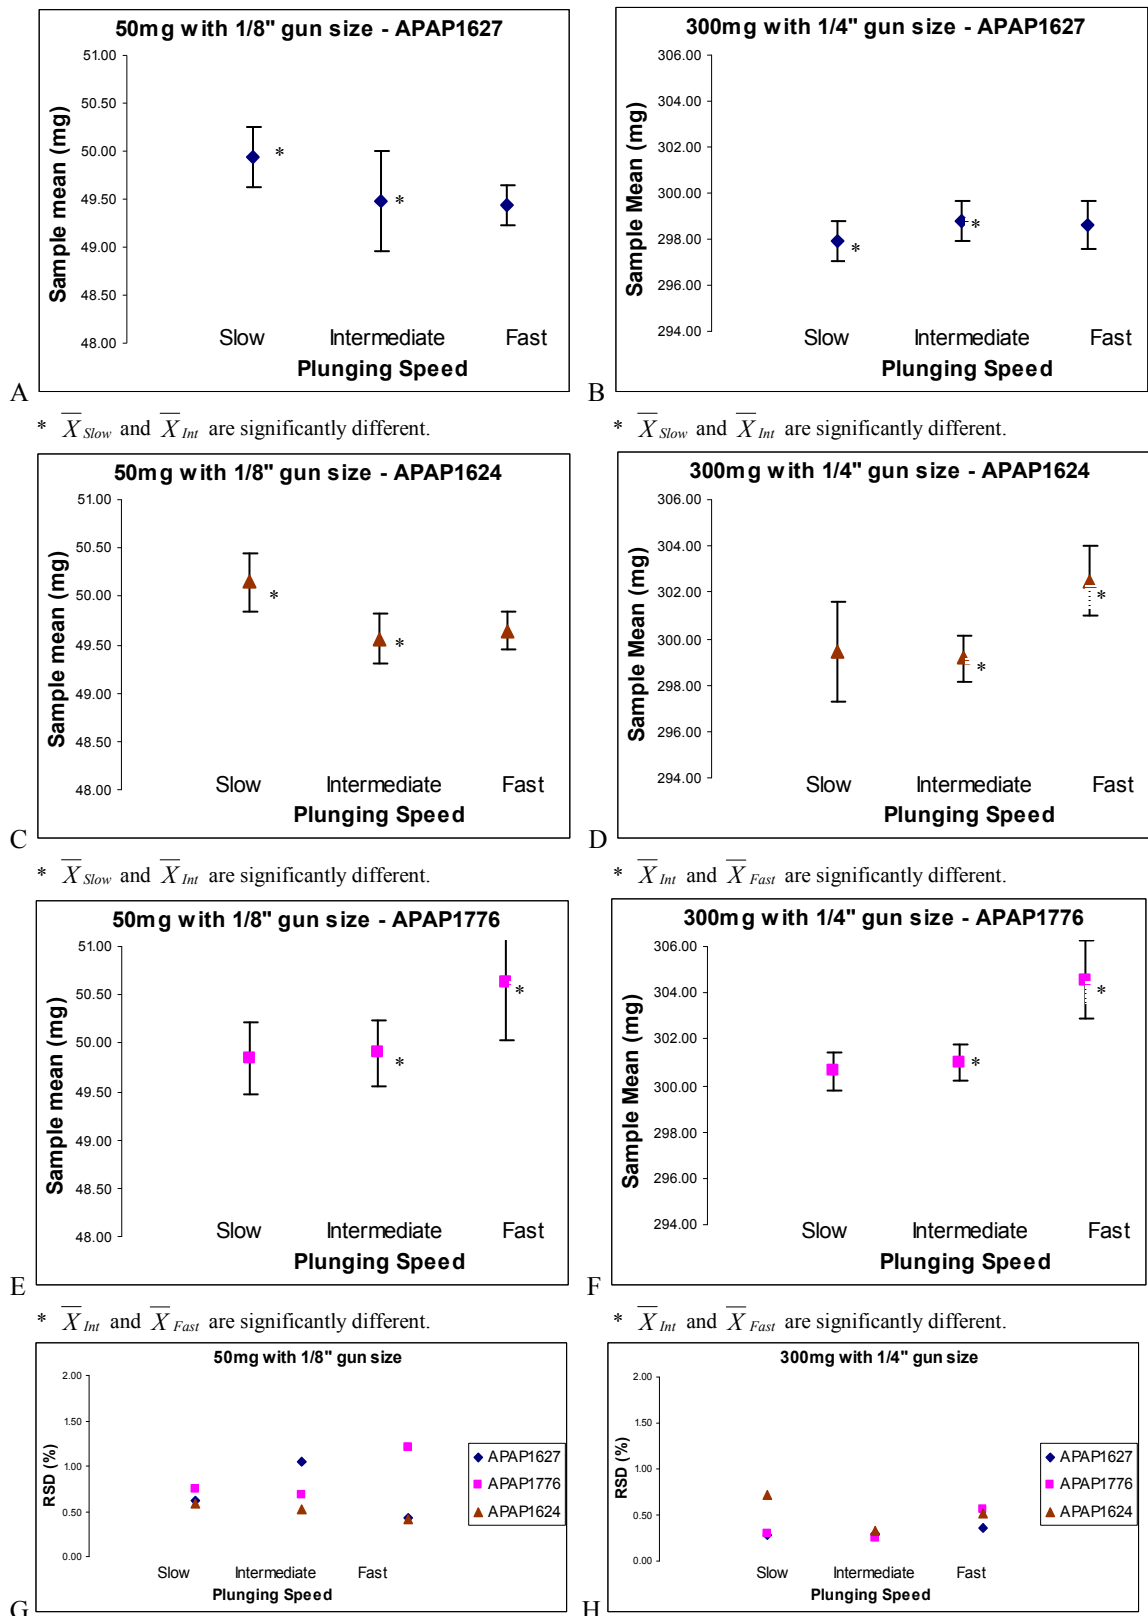 50mg with 1/8" gun size - APAP1627
51.00
50.50
50.00
49.50
49.00
48.50
48.00
Sample mean (mg)
*
*
Slow Intermediate Fast
Plunging Speed
A
* X Slow and X Int are significantly different.
300mg with 1/4" gun size - APAP1627
306.00
304.00
302.00
300.00
298.00
296.00
294.00
Sample Mean (mg)
*
*
Slow Intermediate Fast
Plunging Speed
B
* X Slow and X Int are significantly different.
50mg with 1/8" gun size - APAP1624
51.00
50.50
50.00
49.50
49.00
48.50
48.00
Sample mean (mg)
*
*
Slow Intermediate Fast
Plunging Speed
C
* X Slow and X Int are significantly different.
300mg with 1/4" gun size - APAP1624
306.00
304.00
302.00
300.00
298.00
296.00
294.00
Sample Mean (mg)
*
*
Slow Intermediate Fast
Plunging Speed
D
* X Int and X Fast are significantly different.
50mg with 1/8" gun size - APAP1776
51.00
50.50
50.00
49.50
49.00
48.50
48.00
Sample mean (mg)
*
*
Slow Intermediate Fast
Plunging Speed
E
* X Int and X Fast are significantly different.
300mg with 1/4" gun size - APAP1776
306.00
304.00
302.00
300.00
298.00
296.00
294.00
Sample Mean (mg)
*
*
Slow Intermediate Fast
Plunging Speed
F
* X Int and X Fast are significantly different.
50mg with 1/8" gun size
2.00
1.50
1.00
0.50
0.00
RSD (%)
Slow Intermediate Fast
Plunging Speed
APAP1627
APAP1776
APAP1624
G
300mg with 1/4" gun size
2.00
1.50
1.00
0.50
0.00
RSD (%)
Slow Intermediate Fast
Plunging Speed
APAP1627
APAP1776
APAP1624
H